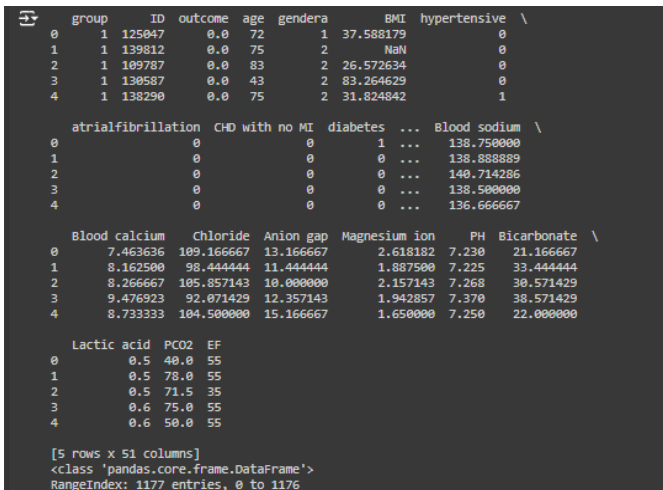 group ID outcome age gendera BMI hypertensive \
0 1 125047 0.0 72 1 37.588179 0
1 1 139812 0.0 75 2 NaN 0
2 1 109787 0.0 83 2 26.572634 0
3 1 130587 0.0 43 2 83.264629 0
4 1 138290 0.0 75 2 31.824842 1
atrialfibrillation CHD with no MI diabetes ... Blood sodium \
0 0 0 1 ... 138.750000
1 0 0 0 ... 138.888889
2 0 0 0 ... 140.714286
3 0 0 0 ... 138.500000
4 0 0 0 ... 136.666667
Blood calcium Chloride Anion gap Magnesium ion PH Bicarbonate \
0 7.463636 109.166667 13.166667 2.618182 7.230 21.166667
1 8.162500 98.444444 11.444444 1.887500 7.225 33.444444
2 8.266667 105.857143 10.000000 2.157143 7.268 30.571429
3 9.476923 92.071429 12.357143 1.942857 7.370 38.571429
4 8.733333 104.500000 15.166667 1.650000 7.250 22.000000
Lactic acid PCO2 EF
0 0.5 40.0 55
1 0.5 78.0 55
2 0.5 71.5 35
3 0.6 75.0 55
4 0.6 50.0 55
[5 rows x 51 columns]
<class 'pandas.core.frame.DataFrame'>
RangeIndex: 1177 entries, 0 to 1176